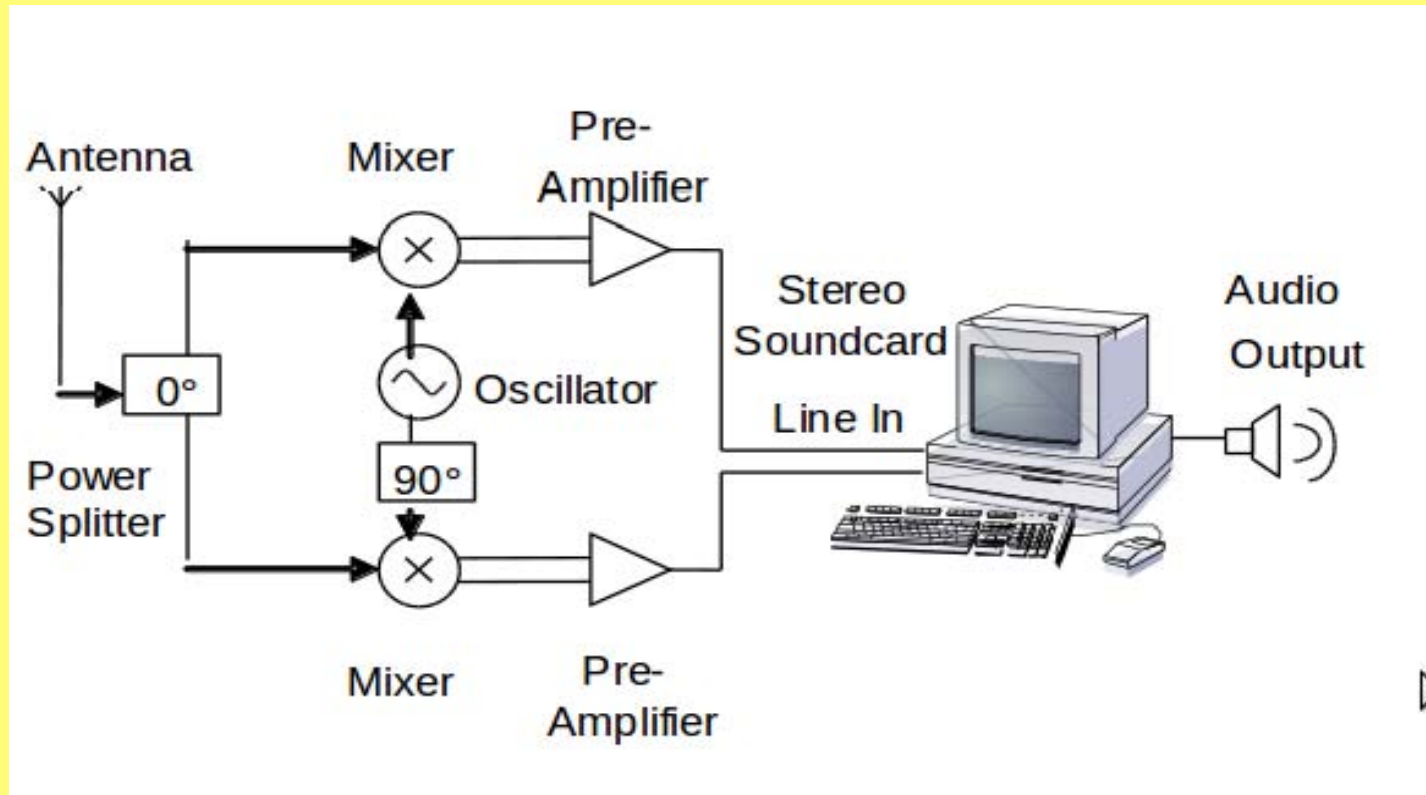 Antenna
Mixer
Pre-
Amplifier
Stereo
Soundcard
Audio
Output
0°
Oscillator
Line In
Power
Splitter
90°
Mixer
Pre-
Amplifier